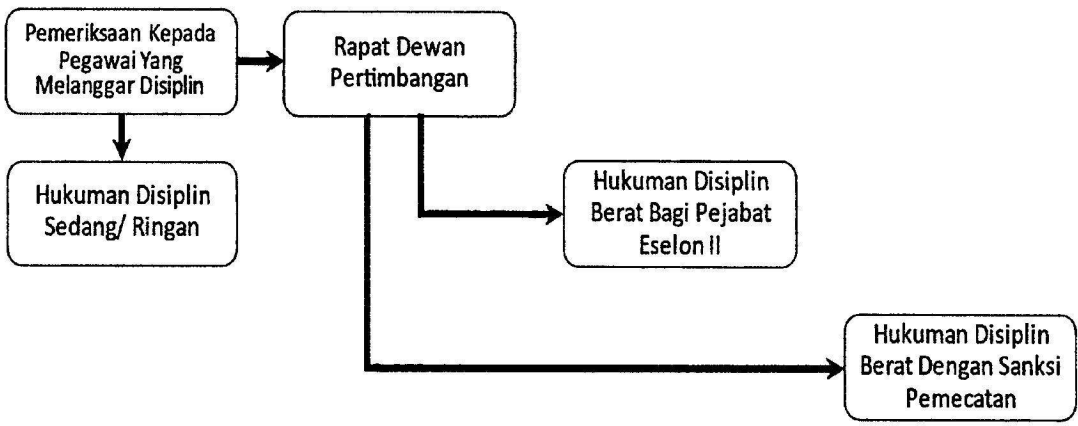 Pemeriksaan Kepada
Pegawai Yang
Melanggar Disiplin
Rapat Dewan
Pertimbangan
Hukuman Disiplin
Sedang/ Ringan
Hukuman Disiplin
Berat Bagi Pejabat
Eselon II
Hukuman Disiplin
Berat Dengan Sanksi
Pemecatan